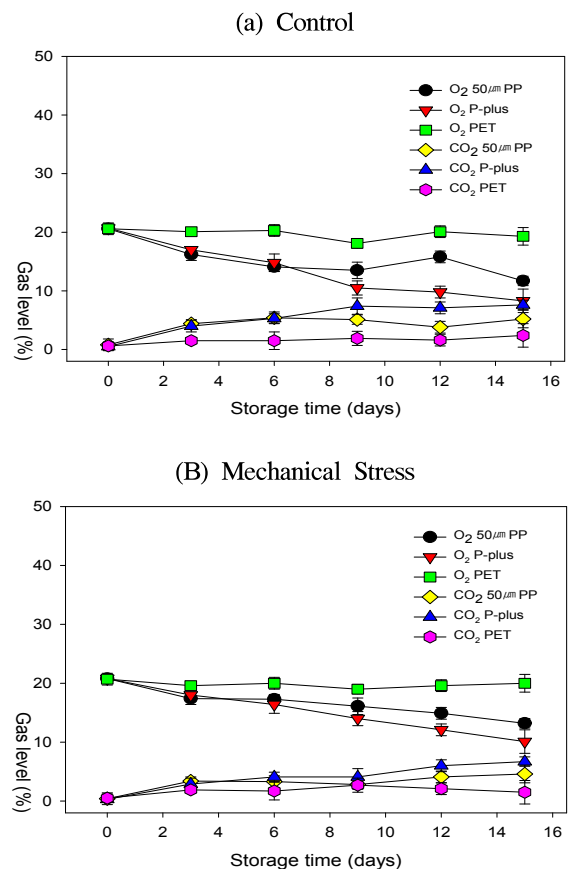 (a) Control
50
40
30
20
10
0
Gas level (%)
O₂ 50㎛ PP
O₂ P-plus
O₂ PET
CO₂ 50㎛ PP
CO₂ P-plus
CO₂ PET
0 2 4 6 8 10 12 14 16
Storage time (days)
(B) Mechanical Stress
50
40
30
20
10
0
Gas level (%)
O₂ 50㎛ PP
O₂ P-plus
O₂ PET
CO₂ 50㎛ PP
CO₂ P-plus
CO₂ PET
0 2 4 6 8 10 12 14 16
Storage time (days)